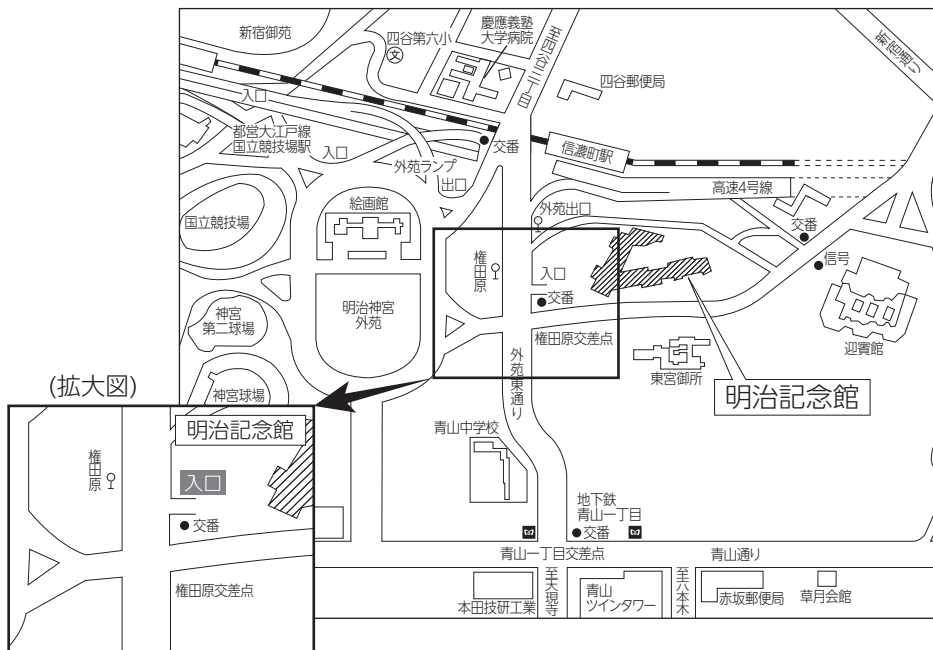 新宿御苑
四谷第六小
文
慶應義塾
大学病院
至四谷三丁目
四谷郵便局
新宿通り
入口
都営大江戸線
国立競技場駅
入口
外苑ランプ
出口
交番
信濃町駅
高速4号線
国立競技場
絵画館
外苑出口
交番
信号
権田原
入口
交番
明治神宮
外苑
神宮
第二球場
権田原交差点
迎賓館
東宮御所
外苑東通り
明治記念館
神宮球場
(拡大図)
明治記念館
権田原
入口
交番
権田原交差点
青山中学校
地下鉄
青山一丁目
交番
青山一丁目交差点
青山通り
本田技研工業
至天現寺
青山
ツインタワー
至六本木
赤坂郵便局
草月会館